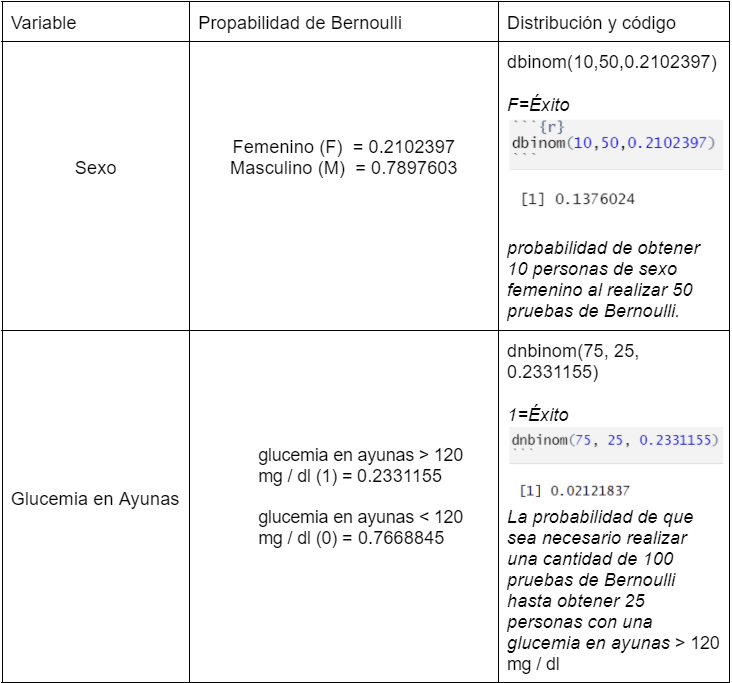 Variable
Propabilidad de Bernoulli
Distribución y código
Sexo
Femenino (F) = 0.2102397
Masculino (M) = 0.7897603
dbinom(10,50,0.2102397)
F=Éxito
```{r}
dbinom(10,50,0.2102397)
```
[1] 0.1376024
probabilidad de obtener
10 personas de sexo
femenino al realizar 50
pruebas de Bernoulli.
Glucemia en Ayunas
glucemia en ayunas > 120
mg / dl (1) = 0.2331155
glucemia en ayunas < 120
mg / dl (0) = 0.7668845
dnbinom(75, 25,
0.2331155)
1=Éxito
dnbinom(75, 25, 0.2331155)
```
[1] 0.02121837
La probabilidad de que
sea necesario realizar
una cantidad de 100
pruebas de Bernoulli
hasta obtener 25
personas con una
glucemia en ayunas > 120
mg / dl